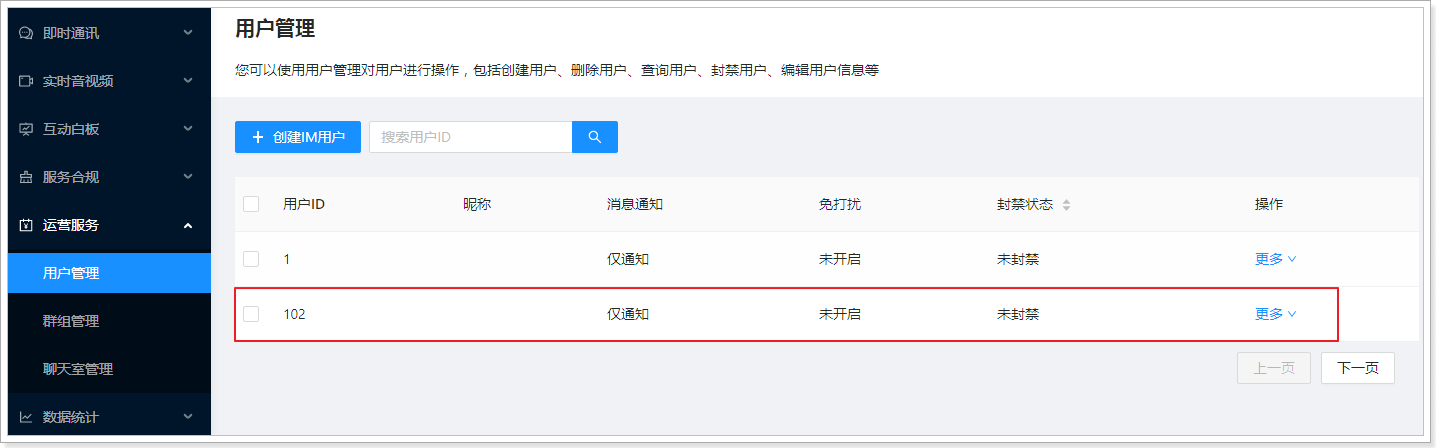 即时通讯
实时音视频
互动白板
服务合规
运营服务
用户管理
群组管理
聊天室管理
数据统计
用户管理
您可以使用用户管理对用户进行操作，包括创建用户、删除用户、查询用户、封禁用户、编辑用户信息等
+ 创建IM用户 搜索用户ID
用户ID 昵称 消息通知 免打扰 封禁状态 操作
1 仅通知 未开启 未封禁 更多
102 仅通知 未开启 未封禁 更多
上一页 下一页